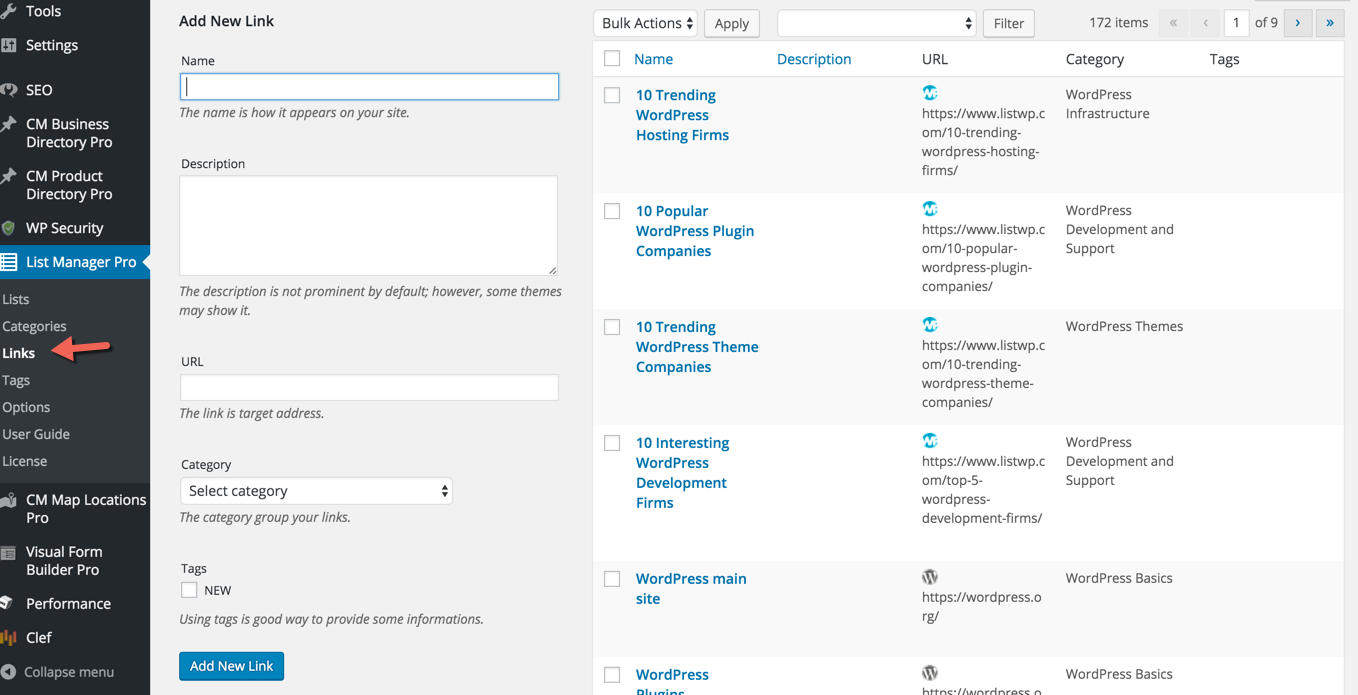 Tools
Settings
SEO
CM Business
Directory Pro
CM Product
Directory Pro
WP Security
List Manager Pro
Lists
Categories
Links
Tags
Options
User Guide
License
CM Map Locations
Pro
Visual Form
Builder Pro
Performance
Clef
Collapse menu
Add New Link
Name
The name is how it appears on your site.
Description
The description is not prominent by default; however, some themes
may show it.
URL
The link is target address.
Category
Select category
The category group your links.
Tags
NEW
Using tags is good way to provide some informations.
Add New Link
Bulk Actions Apply Filter 172 items « ‹ 1 of 9 › »
Name Description URL Category Tags
10 Trending
WordPress
Hosting Firms
https://www.listwp.c
om/10-trending-
wordpress-hosting-
firms/
WordPress
Infrastructure
10 Popular
WordPress Plugin
Companies
https://www.listwp.c
om/10-popular-
wordpress-plugin-
companies/
WordPress
Development and
Support
10 Trending
WordPress Theme
Companies
https://www.listwp.c
om/10-trending-
wordpress-theme-
companies/
WordPress Themes
10 Interesting
WordPress
Development
Firms
https://www.listwp.c
om/top-5-
wordpress-
development-firms/
WordPress
Development and
Support
WordPress main
site
https://wordpress.o
rg/
WordPress Basics
WordPress
Plugins
https://wordpress.o
WordPress Basics